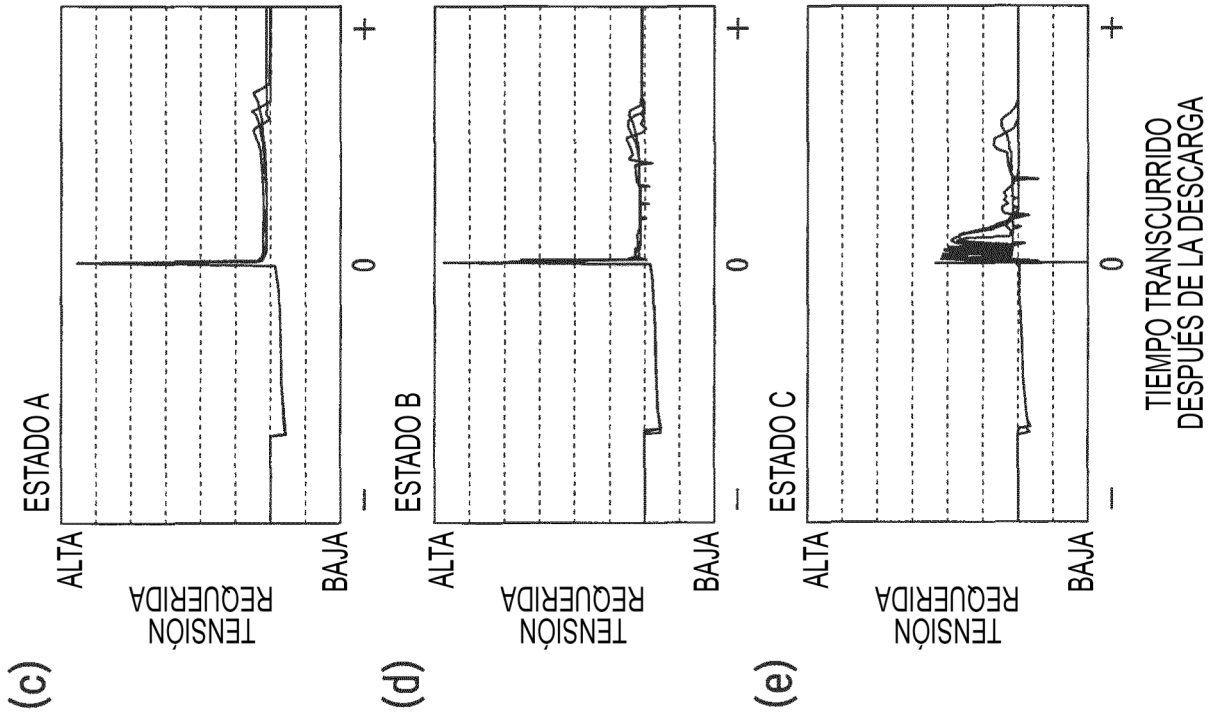 (c)
ESTADO A
ALTA
TENSIÓN
REQUERIDA
BAJA
− 0 +
(d)
ESTADO B
ALTA
TENSIÓN
REQUERIDA
BAJA
− 0 +
(e)
ESTADO C
ALTA
TENSIÓN
REQUERIDA
BAJA
− 0 +
TIEMPO TRANSCURRIDO
DESPUÉS DE LA DESCARGA